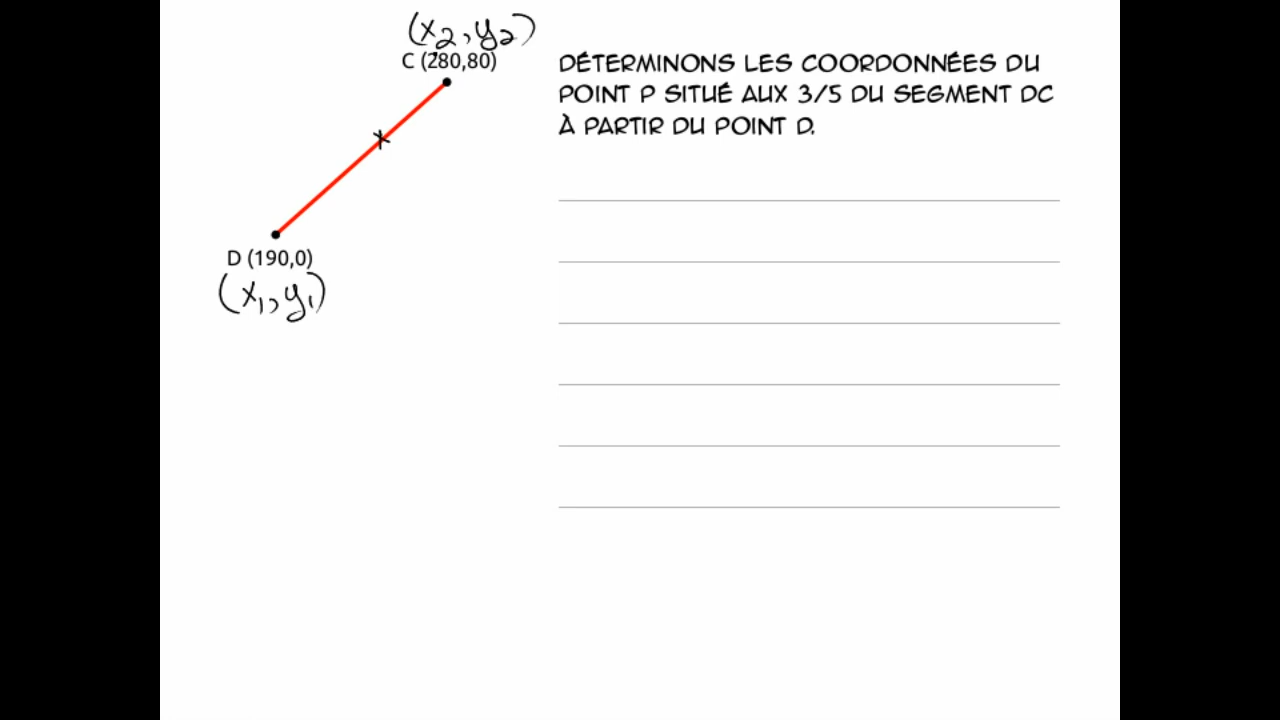 (x2, y2)
C (280,80)
DÉTERMINONS LES COORDONNÉES DU
POINT P SITUÉ AUX 3/5 DU SEGMENT DC
À PARTIR DU POINT D.
D (190,0)
(x1, y1)